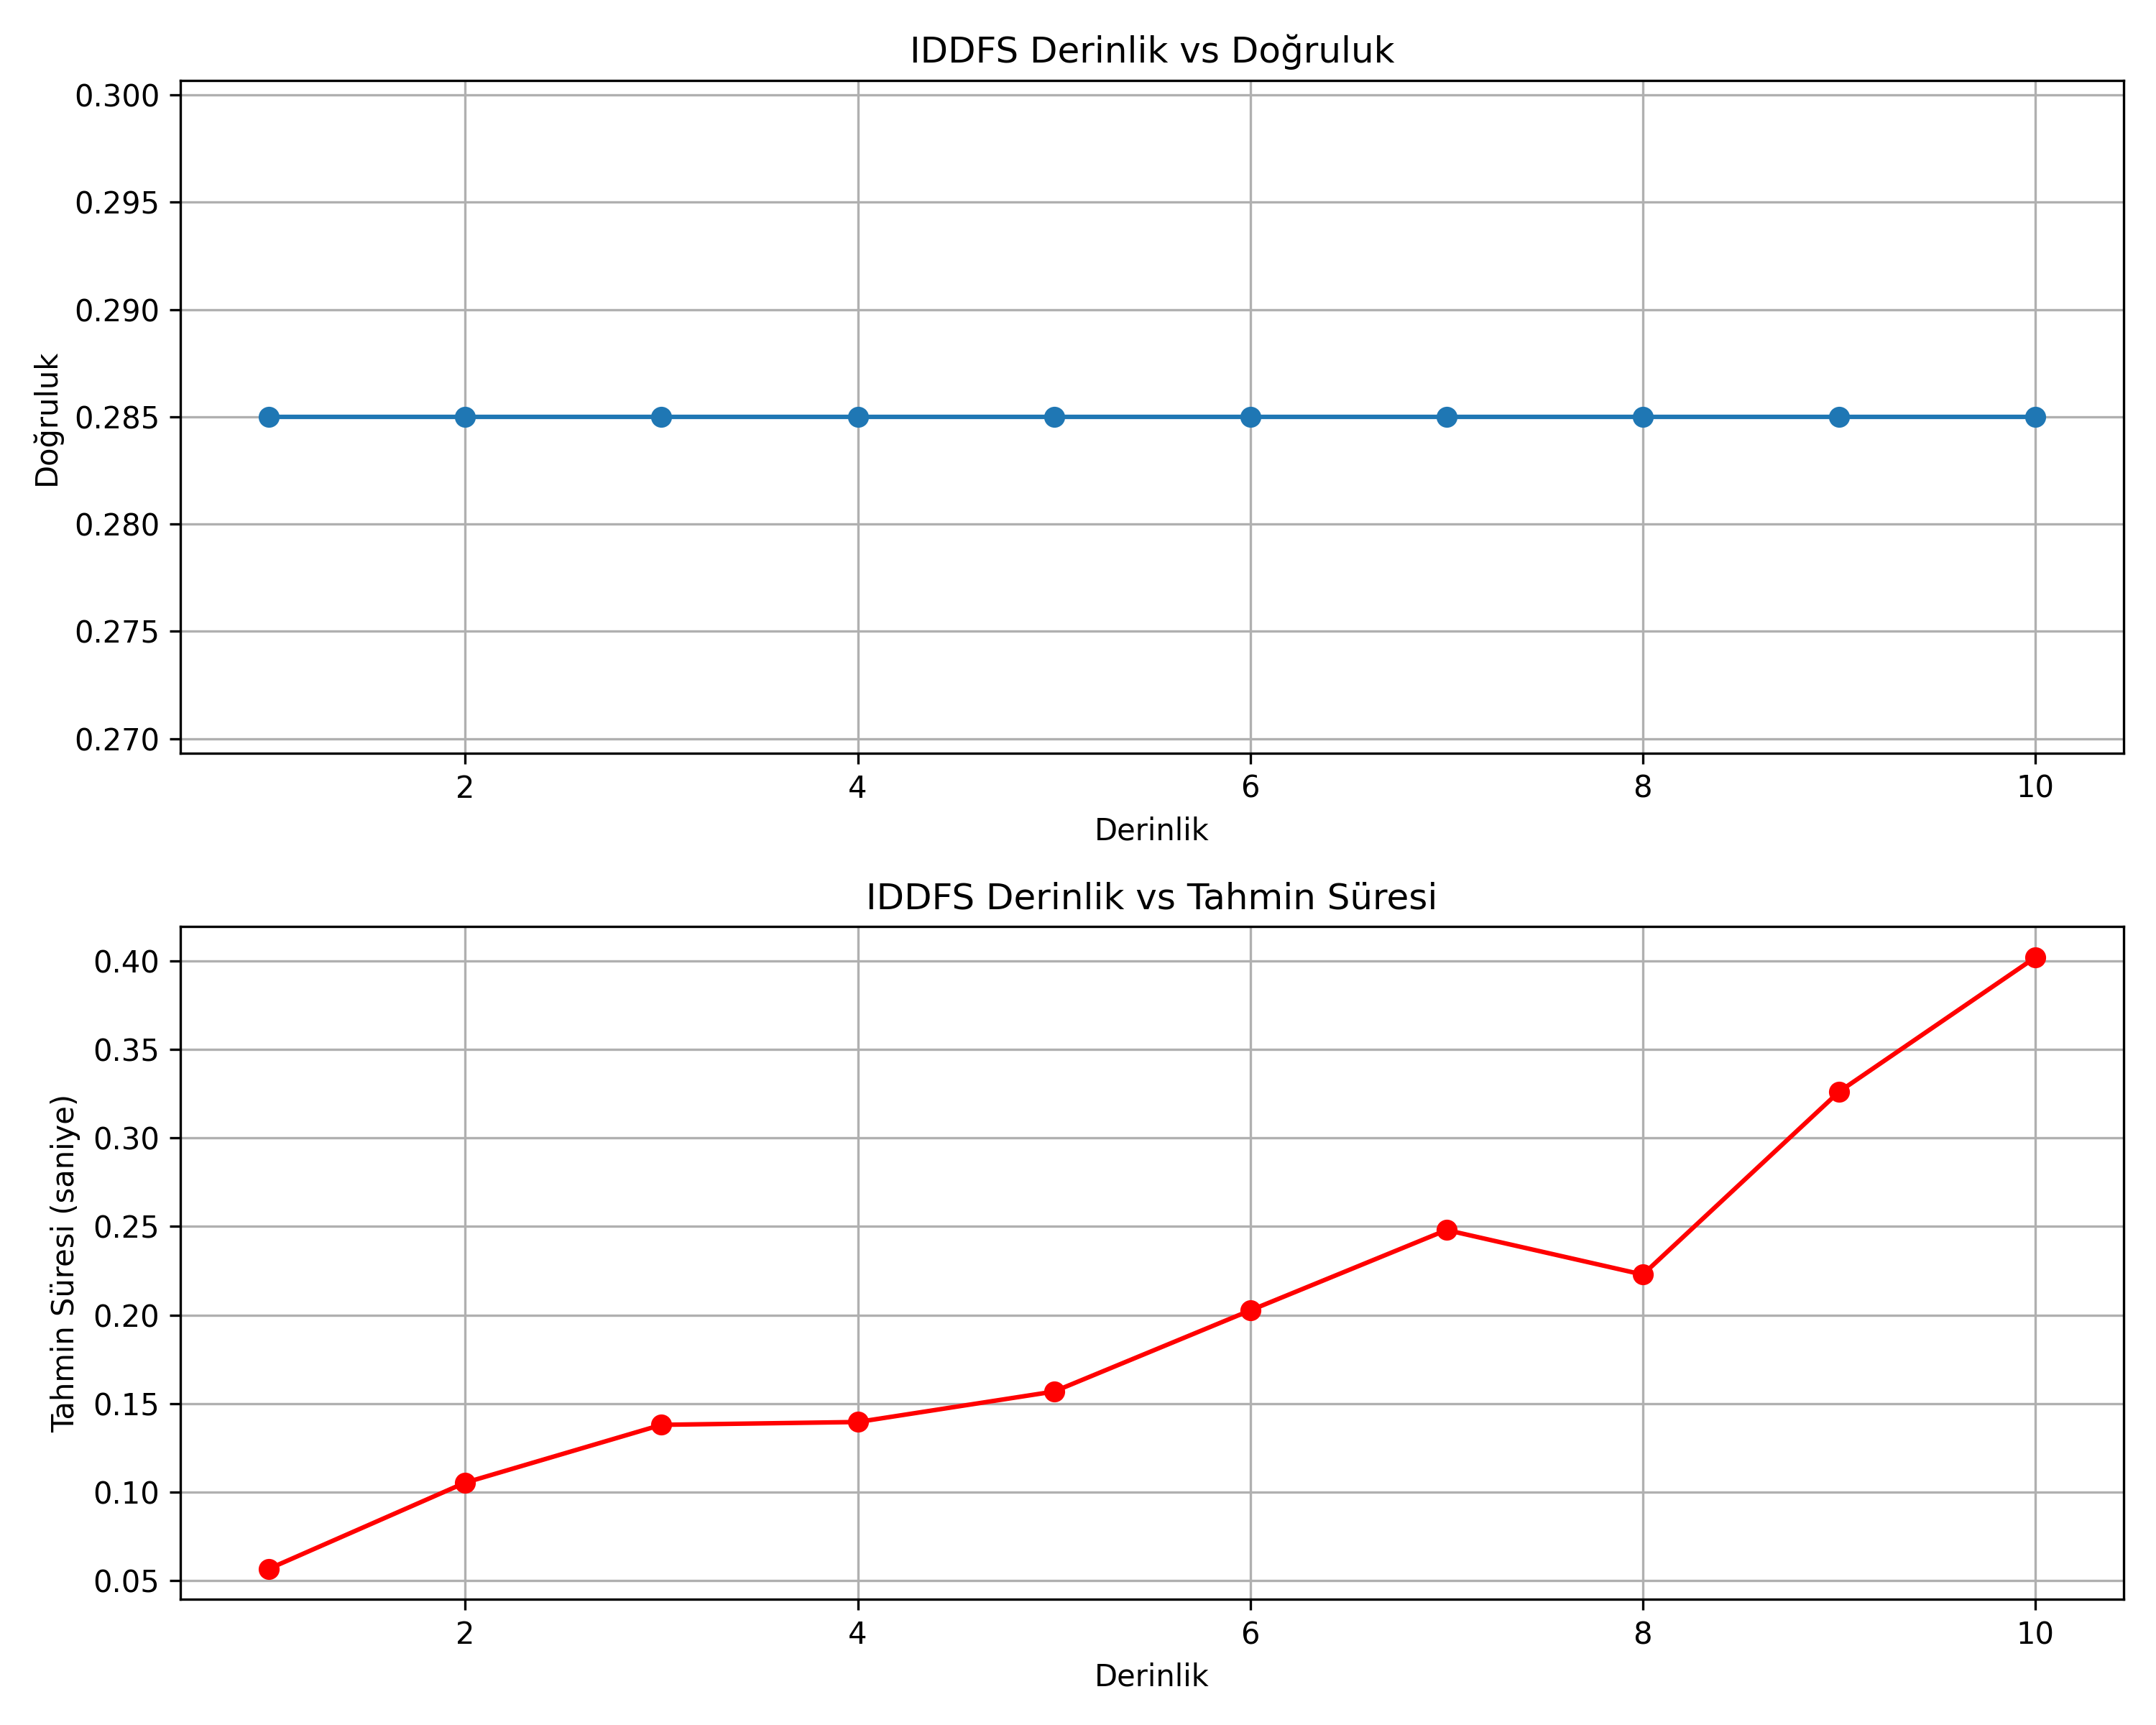 IDDFS Derinlik vs Doğruluk
0.300
0.295
0.290
0.285
0.280
0.275
0.270
Doğruluk
2 4 6 8 10
Derinlik
IDDFS Derinlik vs Tahmin Süresi
0.40
0.35
0.30
0.25
0.20
0.15
0.10
0.05
Tahmin Süresi (saniye)
2 4 6 8 10
Derinlik